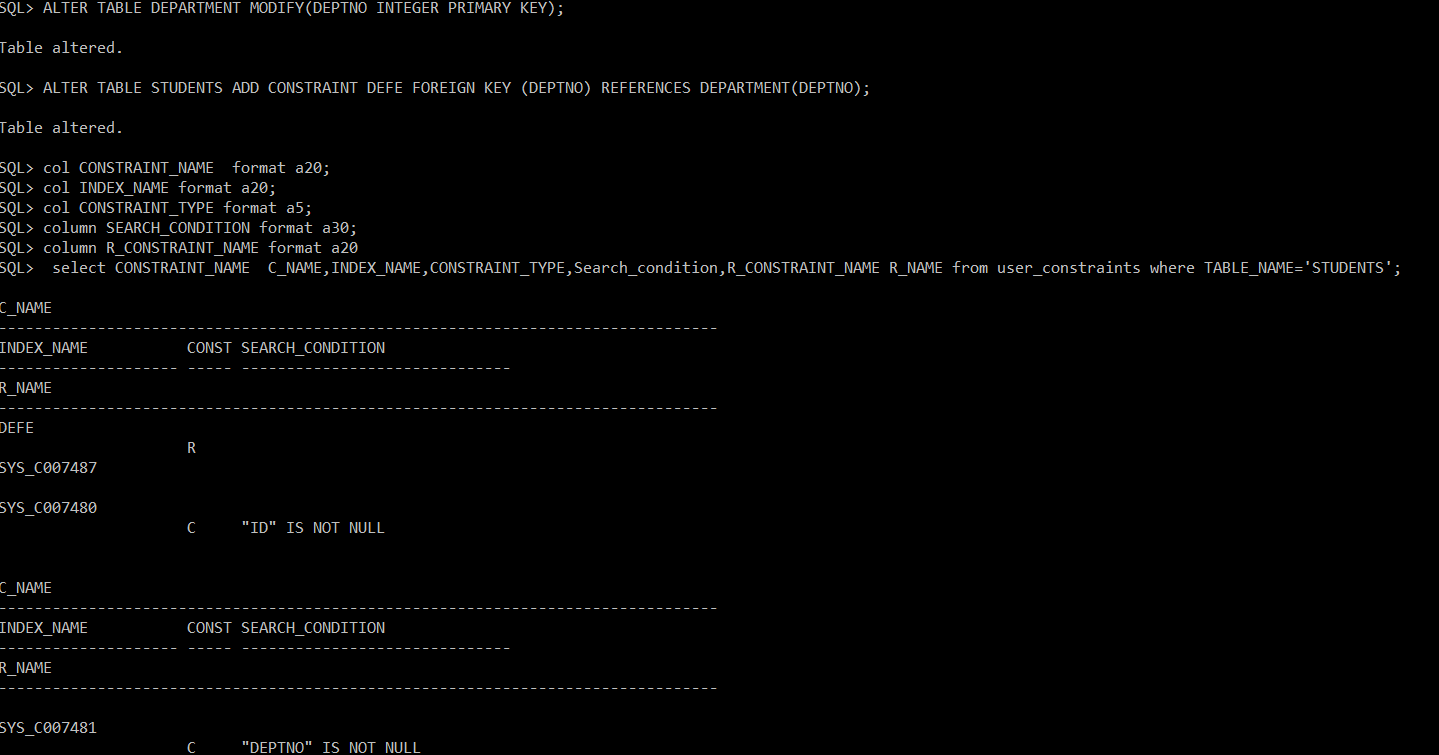 SQL> ALTER TABLE DEPARTMENT MODIFY(DEPTNO INTEGER PRIMARY KEY);
Table altered.
SQL> ALTER TABLE STUDENTS ADD CONSTRAINT DEFE FOREIGN KEY (DEPTNO) REFERENCES DEPARTMENT(DEPTNO);
Table altered.
SQL> col CONSTRAINT_NAME  format a20;
SQL> col INDEX_NAME format a20;
SQL> col CONSTRAINT_TYPE format a5;
SQL> column SEARCH_CONDITION format a30;
SQL> column R_CONSTRAINT_NAME format a20
SQL>  select CONSTRAINT_NAME  C_NAME,INDEX_NAME,CONSTRAINT_TYPE,Search_condition,R_CONSTRAINT_NAME R_NAME from user_constraints where TABLE_NAME='STUDENTS';
C_NAME
--------------------------------------------------------------------------------
INDEX_NAME           CONST SEARCH_CONDITION
-------------------- ----- ------------------------------
R_NAME
--------------------------------------------------------------------------------
DEFE
                     R
SYS_C007487
SYS_C007480
                     C     "ID" IS NOT NULL
C_NAME
--------------------------------------------------------------------------------
INDEX_NAME           CONST SEARCH_CONDITION
-------------------- ----- ------------------------------
R_NAME
--------------------------------------------------------------------------------
SYS_C007481
                     C     "DEPTNO" IS NOT NULL